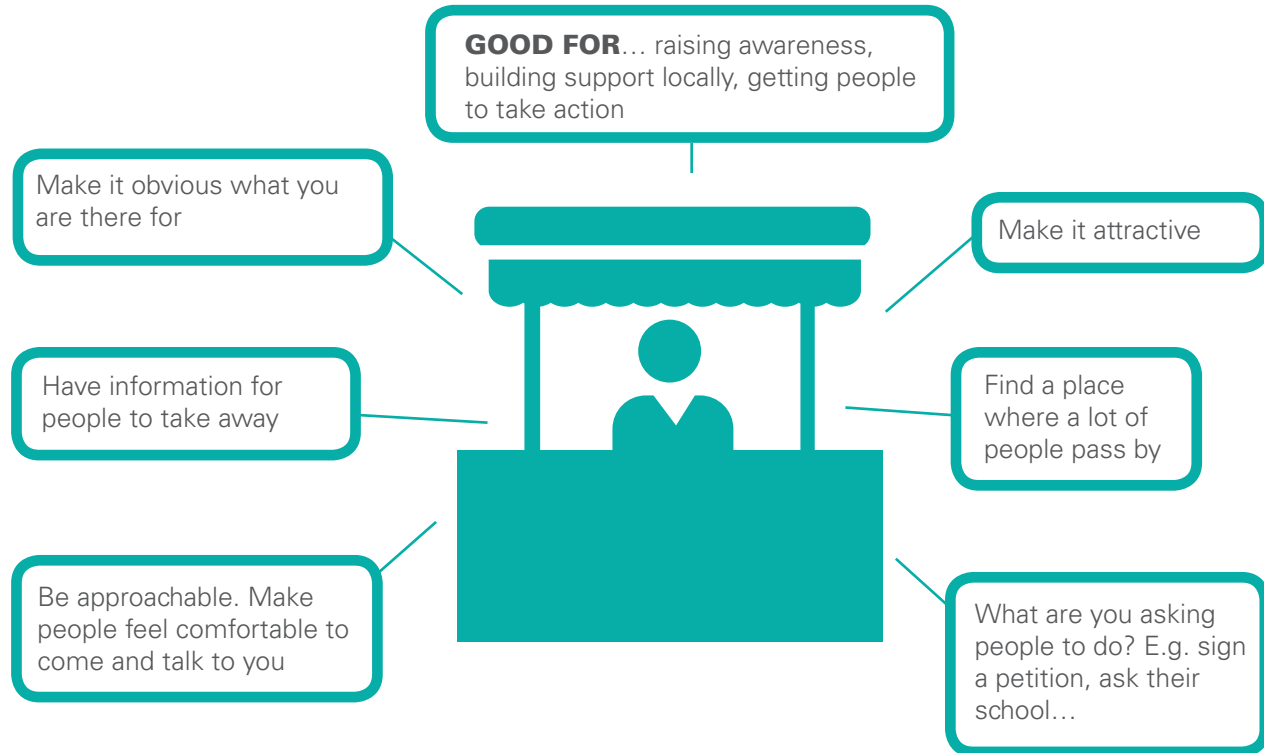 GOOD FOR… raising awareness,
building support locally, getting people
to take action
Make it obvious what you
are there for
Make it attractive
Have information for
people to take away
Find a place
where a lot of
people pass by
Be approachable. Make
people feel comfortable to
come and talk to you
What are you asking
people to do? E.g. sign
a petition, ask their
school…